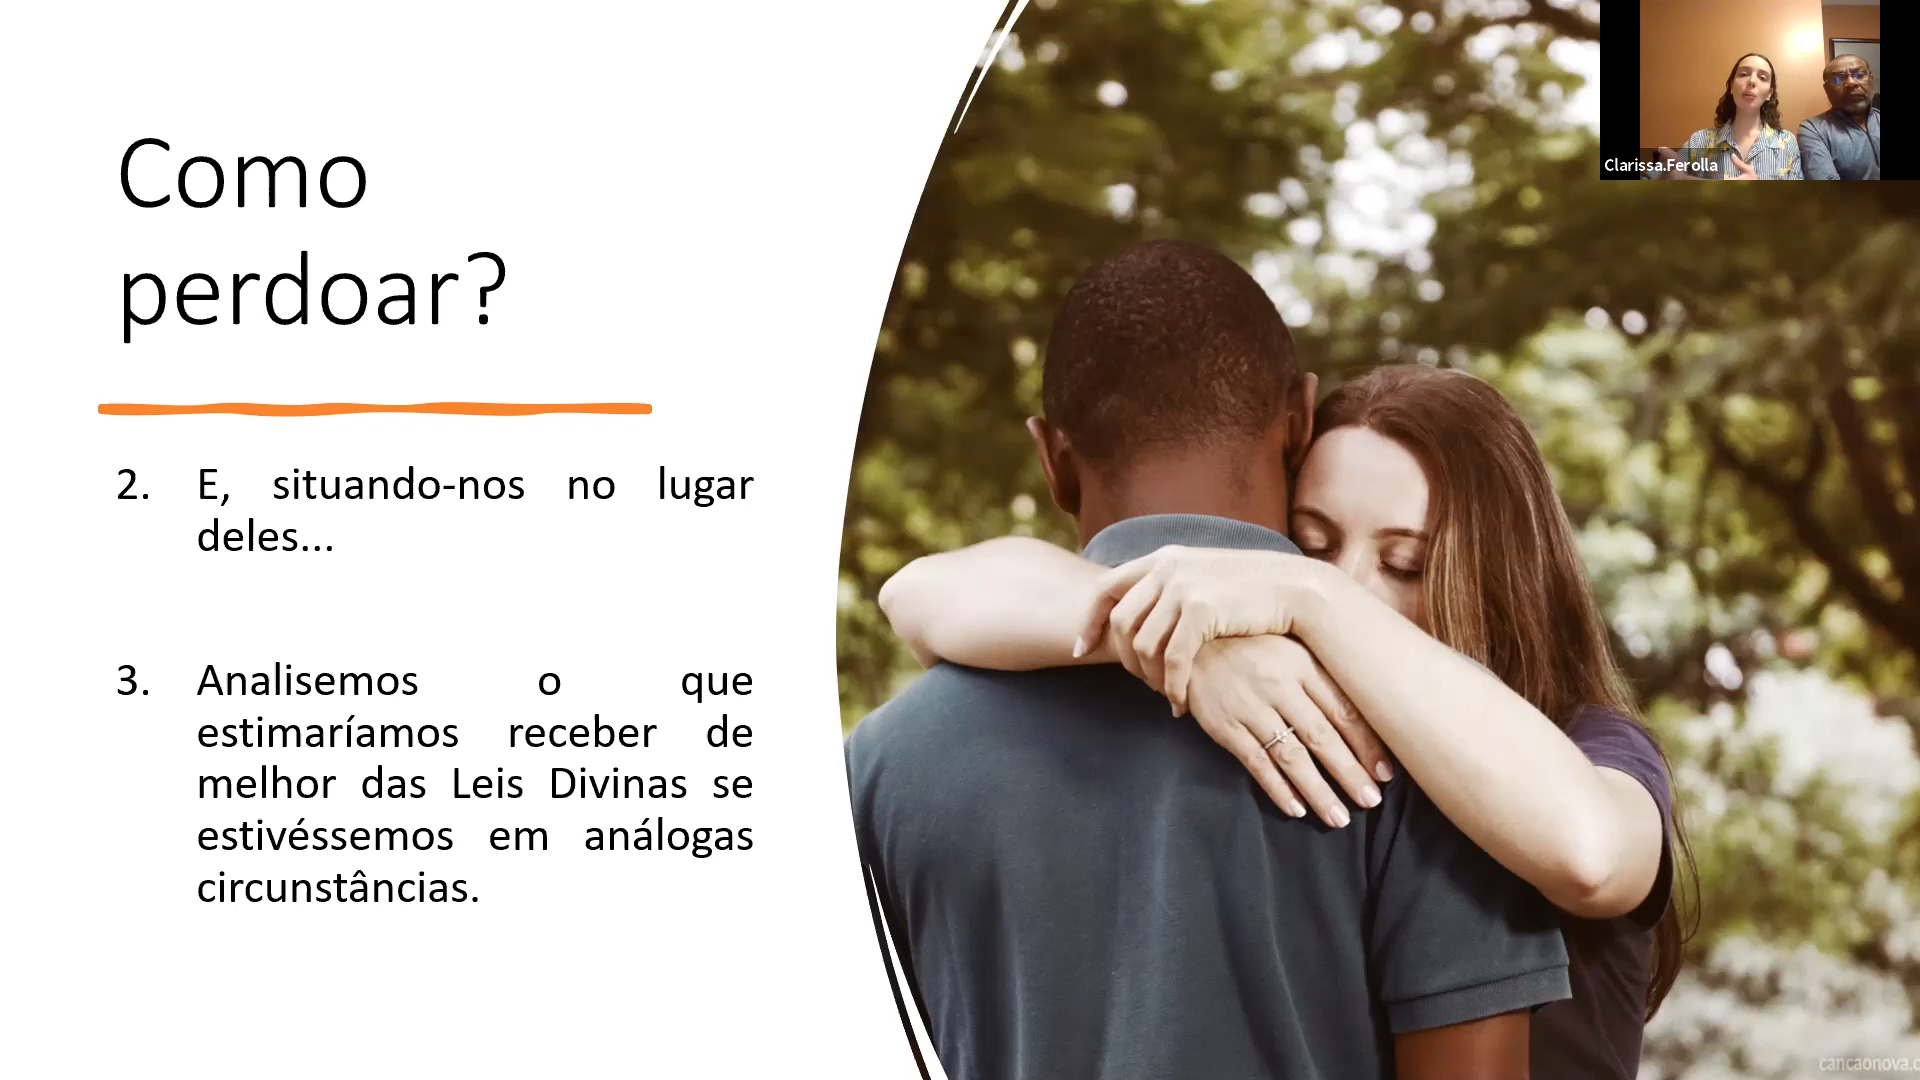 Como
perdoar?
2. E, situando-nos no lugar
deles...
3. Analisemos o que
estimaríamos receber de
melhor das Leis Divinas se
estivéssemos em análogas
circunstâncias.
Clarissa.Ferolla
cancaonova.c